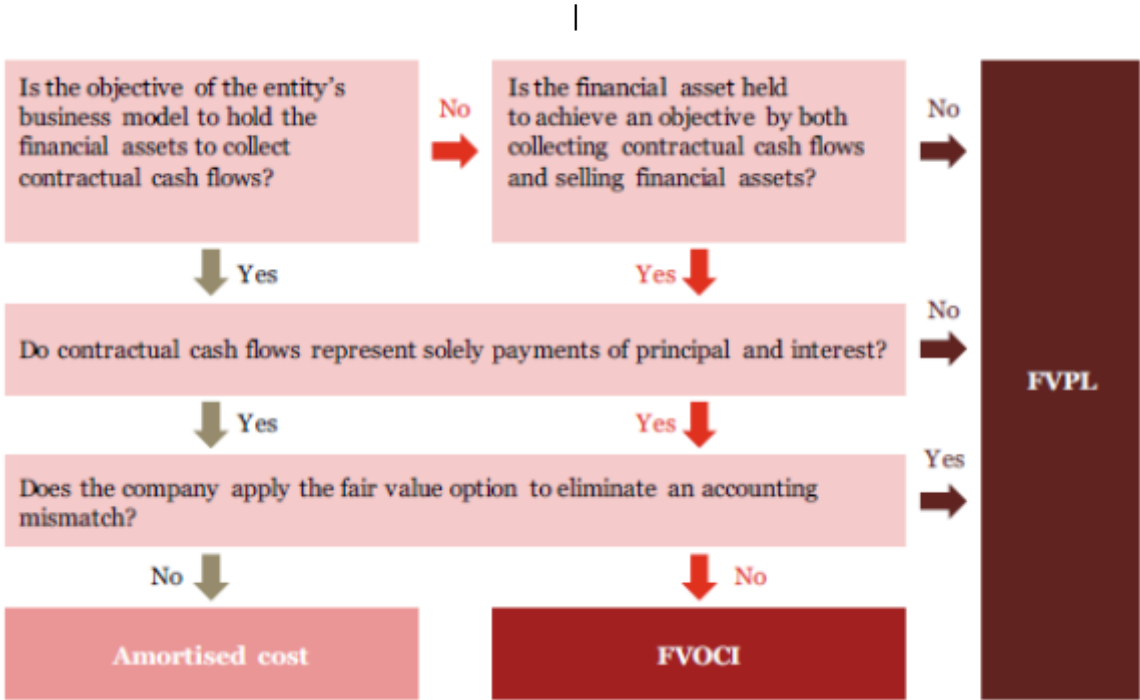 Is the objective of the entity's
business model to hold the
financial assets to collect
contractual cash flows?
No
Is the financial asset held
to achieve an objective by both
collecting contractual cash flows
and selling financial assets?
No
Yes
Yes
Do contractual cash flows represent solely payments of principal and interest?
No
FVPL
Yes
Yes
Does the company apply the fair value option to eliminate an accounting
mismatch?
Yes
No
No
Amortised cost
FVOCI